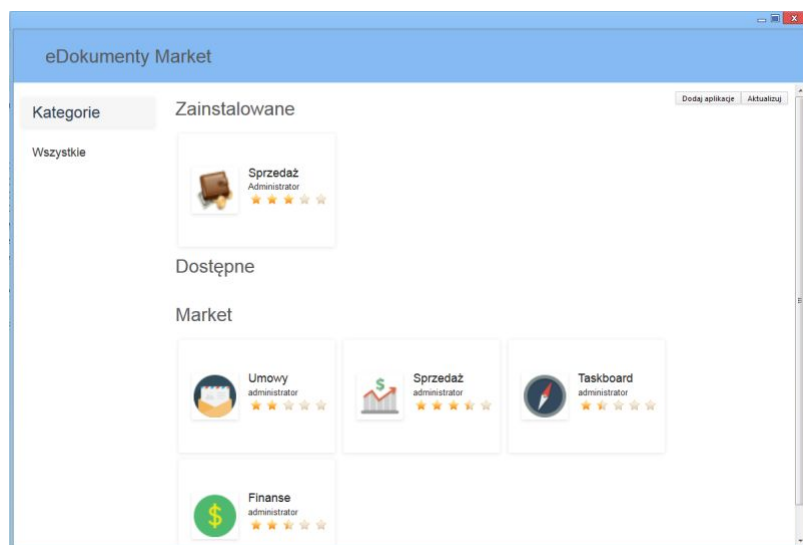 eDokumenty Market
Kategorie
Wszystkie
Dodaj aplikacje
Aktualizuj
Zainstalowane
Sprzedaż
Administrator
Dostępne
Market
Umowy
administrator
Sprzedaż
administrator
Taskboard
administrator
Finanse
administrator